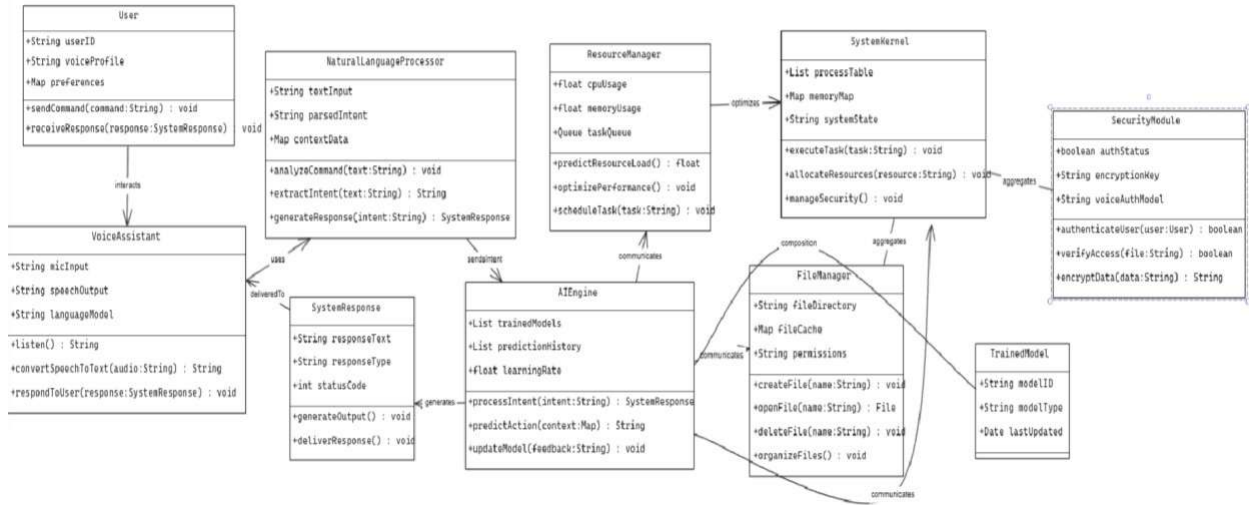 User
+String userID
+String voiceProfile
+Map preferences
+sendCommand(command:String) : void
+receiveResponse(response:SystemResponse) : void
interacts
VoiceAssistant
+String micInput
+String speechOutput
+String languageModel
+listen() : String
+convertSpeechToText(audio:String) : String
+respondToUser(response:SystemResponse) : void
uses
deliveredTo
NaturalLanguageProcessor
+String textInput
+String parsedIntent
+Map contextData
+analyzeCommand(text:String) : void
+extractIntent(text:String) : String
+generateResponse(intent:String) : SystemResponse
sendsIntent
SystemResponse
+String responseText
+String responseType
+int statusCode
+generateOutput() : void
+deliverResponse() : void
generates
AIEngine
+List trainedModels
+List predictionHistory
+float learningRate
+processIntent(intent:String) : SystemResponse
+predictAction(context:Map) : String
+updateModel(feedback:String) : void
communicates
ResourceManager
+float cpuUsage
+float memoryUsage
+Queue taskQueue
+predictResourceLoad() : float
+optimizePerformance() : void
+scheduleTask(task:String) : void
optimizes
SystemKernel
+List processTable
+Map memoryMap
+String systemState
+executeTask(task:String) : void
+allocateResources(resource:String) : void
+manageSecurity() : void
aggregates
aggregates
composition
communicates
FileManager
+String fileDirectory
+Map fileCache
+String permissions
+createFile(name:String) : void
+openFile(name:String) : File
+deleteFile(name:String) : void
+organizeFiles() : void
communicates
SecurityModule
+boolean authStatus
+String encryptionKey
+String voiceAuthModel
+authenticateUser(user:User) : boolean
+verifyAccess(file:String) : boolean
+encryptData(data:String) : String
TrainedModel
+String modelID
+String modelType
+Date lastUpdated